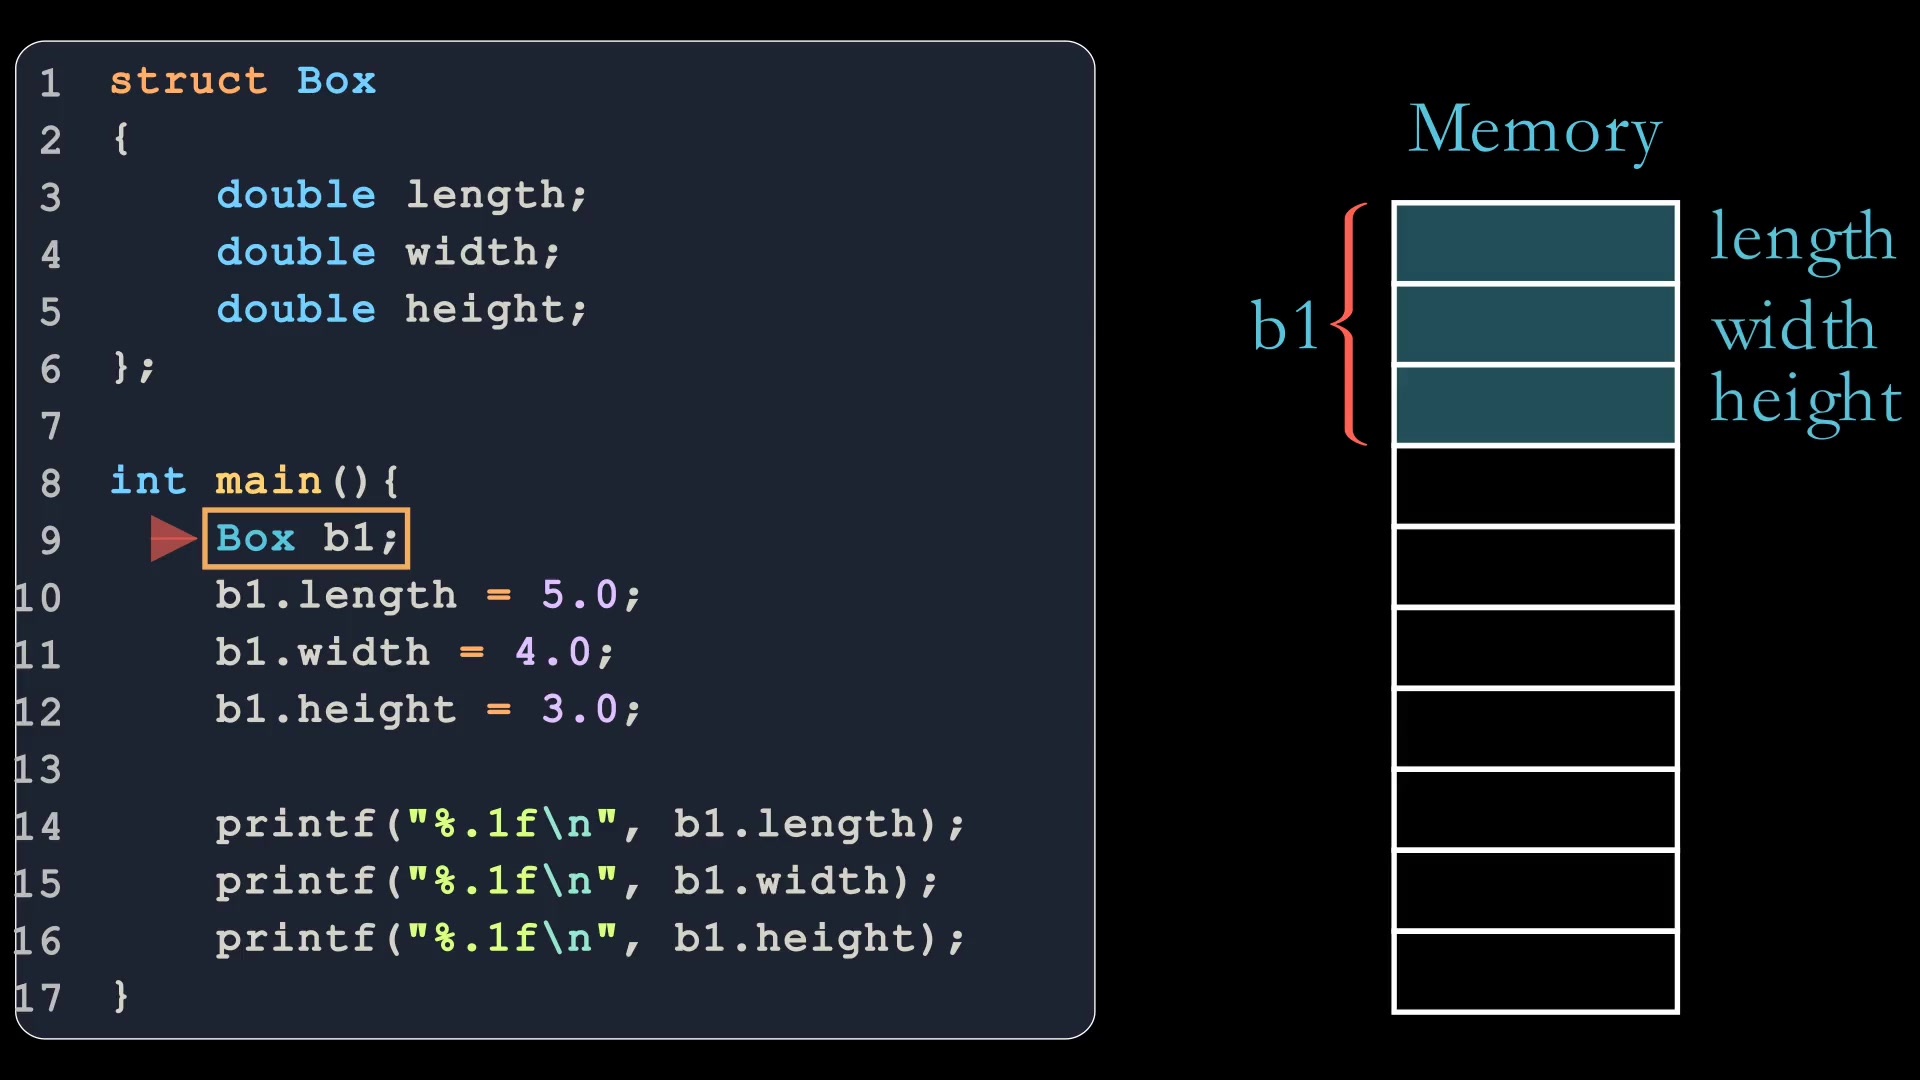 1 struct Box
2 {
3 double length;
4 double width;
5 double height;
6 };
7
8 int main(){
9 Box b1;
10 b1.length = 5.0;
11 b1.width = 4.0;
12 b1.height = 3.0;
13
14 printf("%.1f\n", b1.length);
15 printf("%.1f\n", b1.width);
16 printf("%.1f\n", b1.height);
17 }
Memory
b1
length
width
height